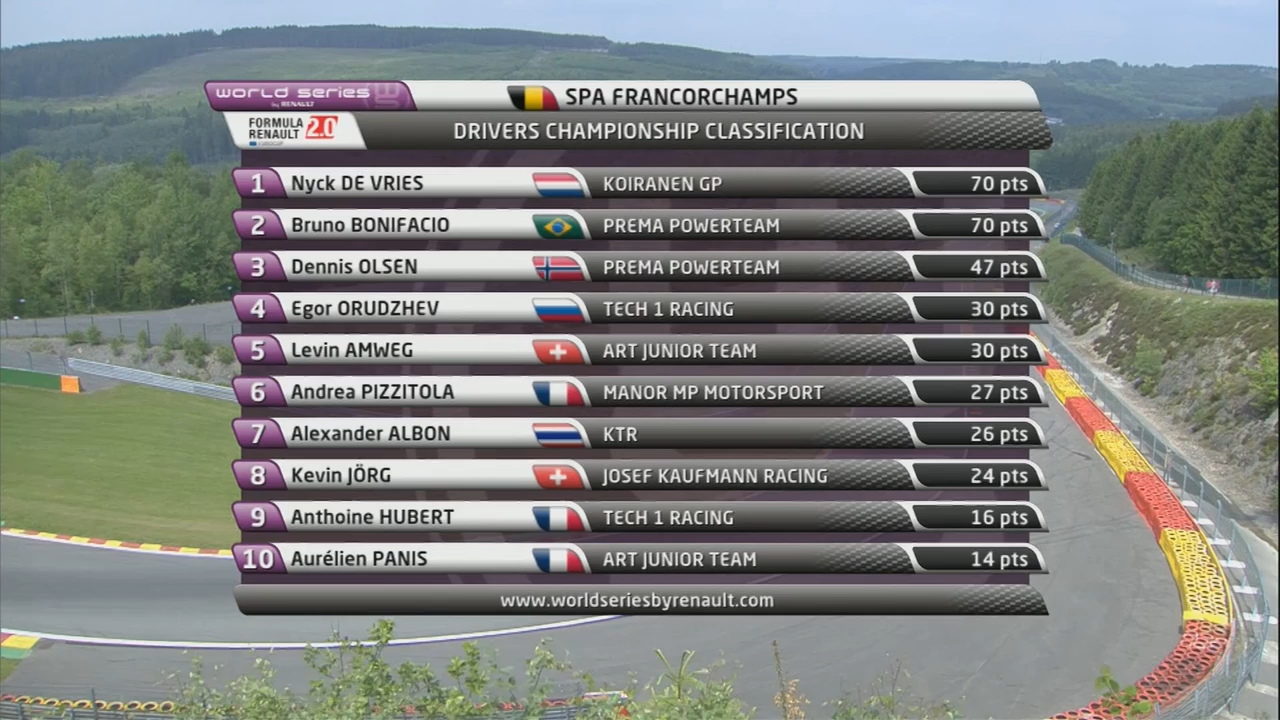 world series
by RENAULT
SPA FRANCORCHAMPS
FORMULA
RENAULT 2.0
EUROCUP
DRIVERS CHAMPIONSHIP CLASSIFICATION
1 Nyck DE VRIES KOIRANEN GP 70 pts
2 Bruno BONIFACIO PREMA POWERTEAM 70 pts
3 Dennis OLSEN PREMA POWERTEAM 47 pts
4 Egor ORUDZHEV TECH 1 RACING 30 pts
5 Levin AMWEG ART JUNIOR TEAM 30 pts
6 Andrea PIZZITOLA MANOR MP MOTORSPORT 27 pts
7 Alexander ALBON KTR 26 pts
8 Kevin JÖRG JOSEF KAUFMANN RACING 24 pts
9 Anthoine HUBERT TECH 1 RACING 16 pts
10 Aurélien PANIS ART JUNIOR TEAM 14 pts
www.worldseriesbyrenault.com